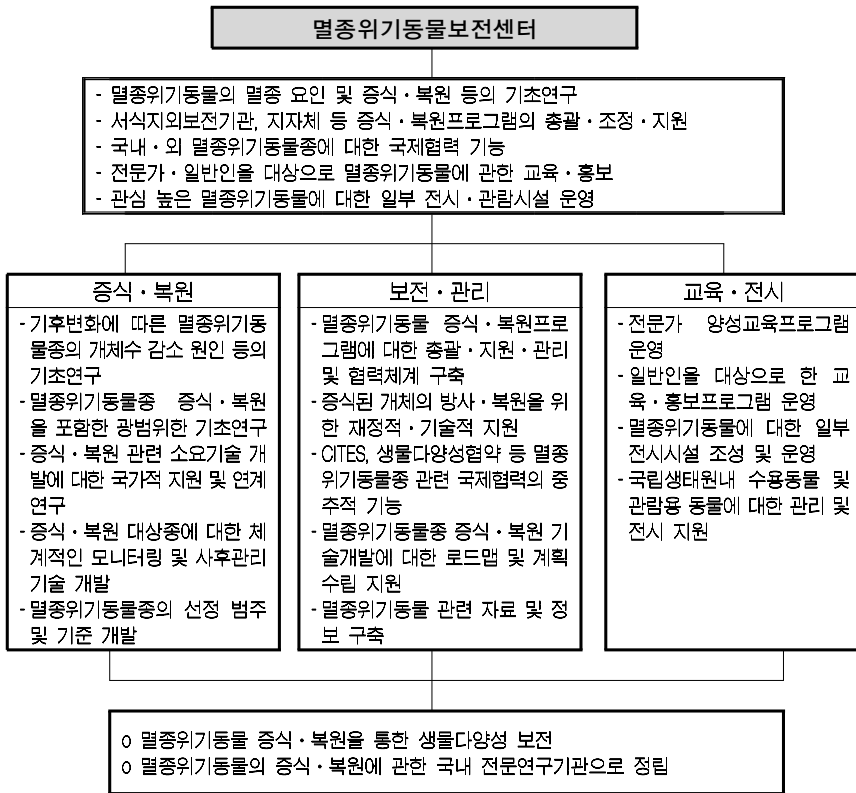 멸종위기동물보전센터
- 멸종위기동물의 멸종 요인 및 증식・복원 등의 기초연구
- 서식지외보전기관, 지자체 등 증식・복원프로그램의 총괄・조정・지원
- 국내・외 멸종위기동물종에 대한 국제협력 기능
- 전문가・일반인을 대상으로 멸종위기동물에 관한 교육・홍보
- 관심 높은 멸종위기동물에 대한 일부 전시・관람시설 운영
증식・복원
- 기후변화에 따른 멸종위기동
물종의 개체수 감소 원인 등의
기초연구
- 멸종위기동물종 증식・복원
을 포함한 광범위한 기초연구
- 증식・복원 관련 소요기술 개
발에 대한 국가적 지원 및 연계
연구
- 증식・복원 대상종에 대한 체
계적인 모니터링 및 사후관리
기술 개발
- 멸종위기동물종의 선정 범주
및 기준 개발
보전・관리
- 멸종위기동물 증식・복원프로
그램에 대한 총괄・지원・관리
및 협력체계 구축
- 증식된 개체의 방사・복원을 위
한 재정적・기술적 지원
- CITES, 생물다양성협약 등 멸종
위기동물종 관련 국제협력의 중
추적 기능
- 멸종위기동물종 증식・복원 기
술개발에 대한 로드맵 및 계획
수립 지원
- 멸종위기동물 관련 자료 및 정
보 구축
교육・전시
- 전문가 양성교육프로그램
운영
- 일반인을 대상으로 한 교
육・홍보프로그램 운영
- 멸종위기동물에 대한 일부
전시시설 조성 및 운영
- 국립생태원내 수용동물 및
관람용 동물에 대한 관리 및
전시 지원
o 멸종위기동물 증식・복원을 통한 생물다양성 보전
o 멸종위기동물의 증식・복원에 관한 국내 전문연구기관으로 정립